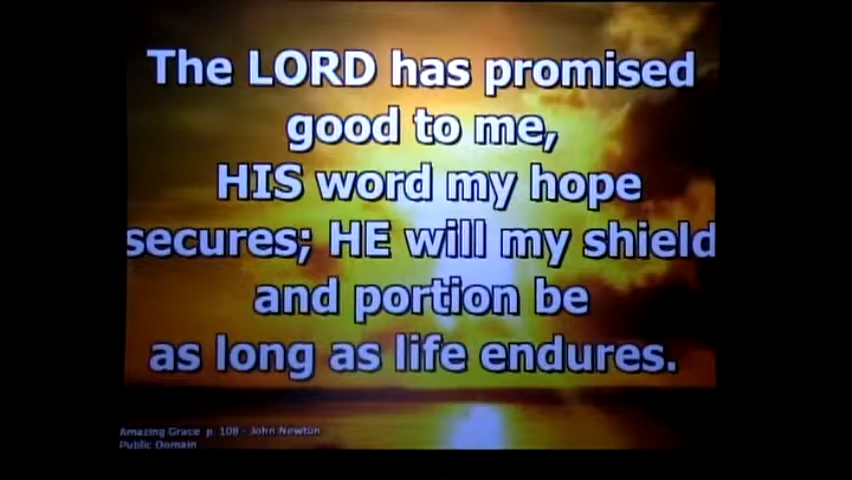 The LORD has promised
good to me,
HIS word my hope
secures; HE will my shield
and portion be
as long as life endures.
Amazing Grace p. 108 - John Newton
Public Domain